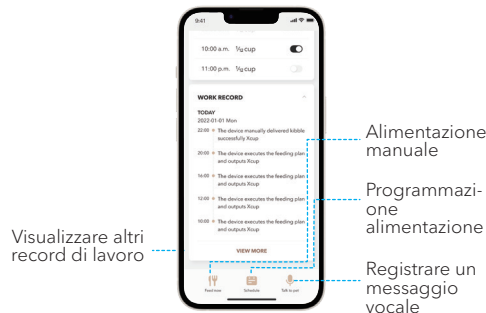 9:41
10:00 a.m. ⅛ cup
11:00 p.m. ⅛ cup
WORK RECORD
TODAY
2022-01-01 Mon
22:00 The device manually delivered kibble
successfully Xcup
20:00 The device executes the feeding plan
and outputs Xcup
16:00 The device executes the feeding plan
and outputs Xcup
12:00 The device executes the feeding plan
and outputs Xcup
10:00 The device executes the feeding plan
and outputs Xcup
VIEW MORE
Feed now
Schedule
Talk to pet
Visualizzare altri
record di lavoro
Alimentazione
manuale
Programmazi-
one
alimentazione
Registrare un
messaggio
vocale